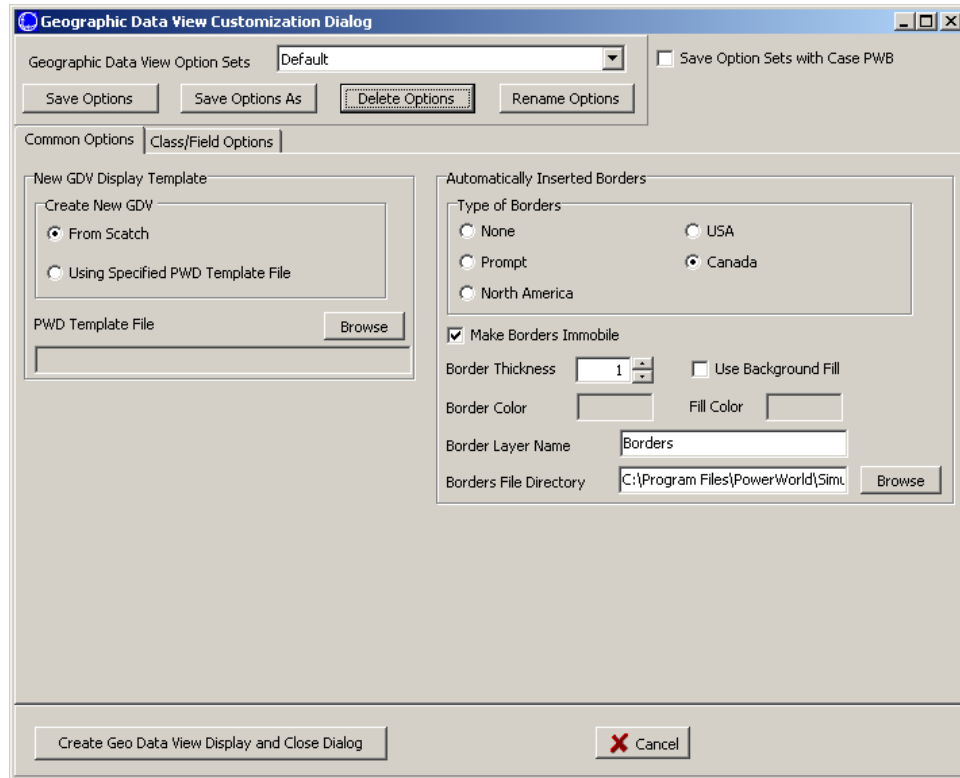 Geographic Data View Customization Dialog
Geographic Data View Option Sets Default
Save Option Sets with Case PWB
Save Options Save Options As Delete Options Rename Options
Common Options Class/Field Options
New GDV Display Template
Create New GDV
From Scatch
Using Specified PWD Template File
PWD Template File Browse
Automatically Inserted Borders
Type of Borders
None USA
Prompt Canada
North America
Make Borders Immobile
Border Thickness 1 Use Background Fill
Border Color Fill Color
Border Layer Name Borders
Borders File Directory C:\Program Files\PowerWorld\Simu Browse
Create Geo Data View Display and Close Dialog Cancel